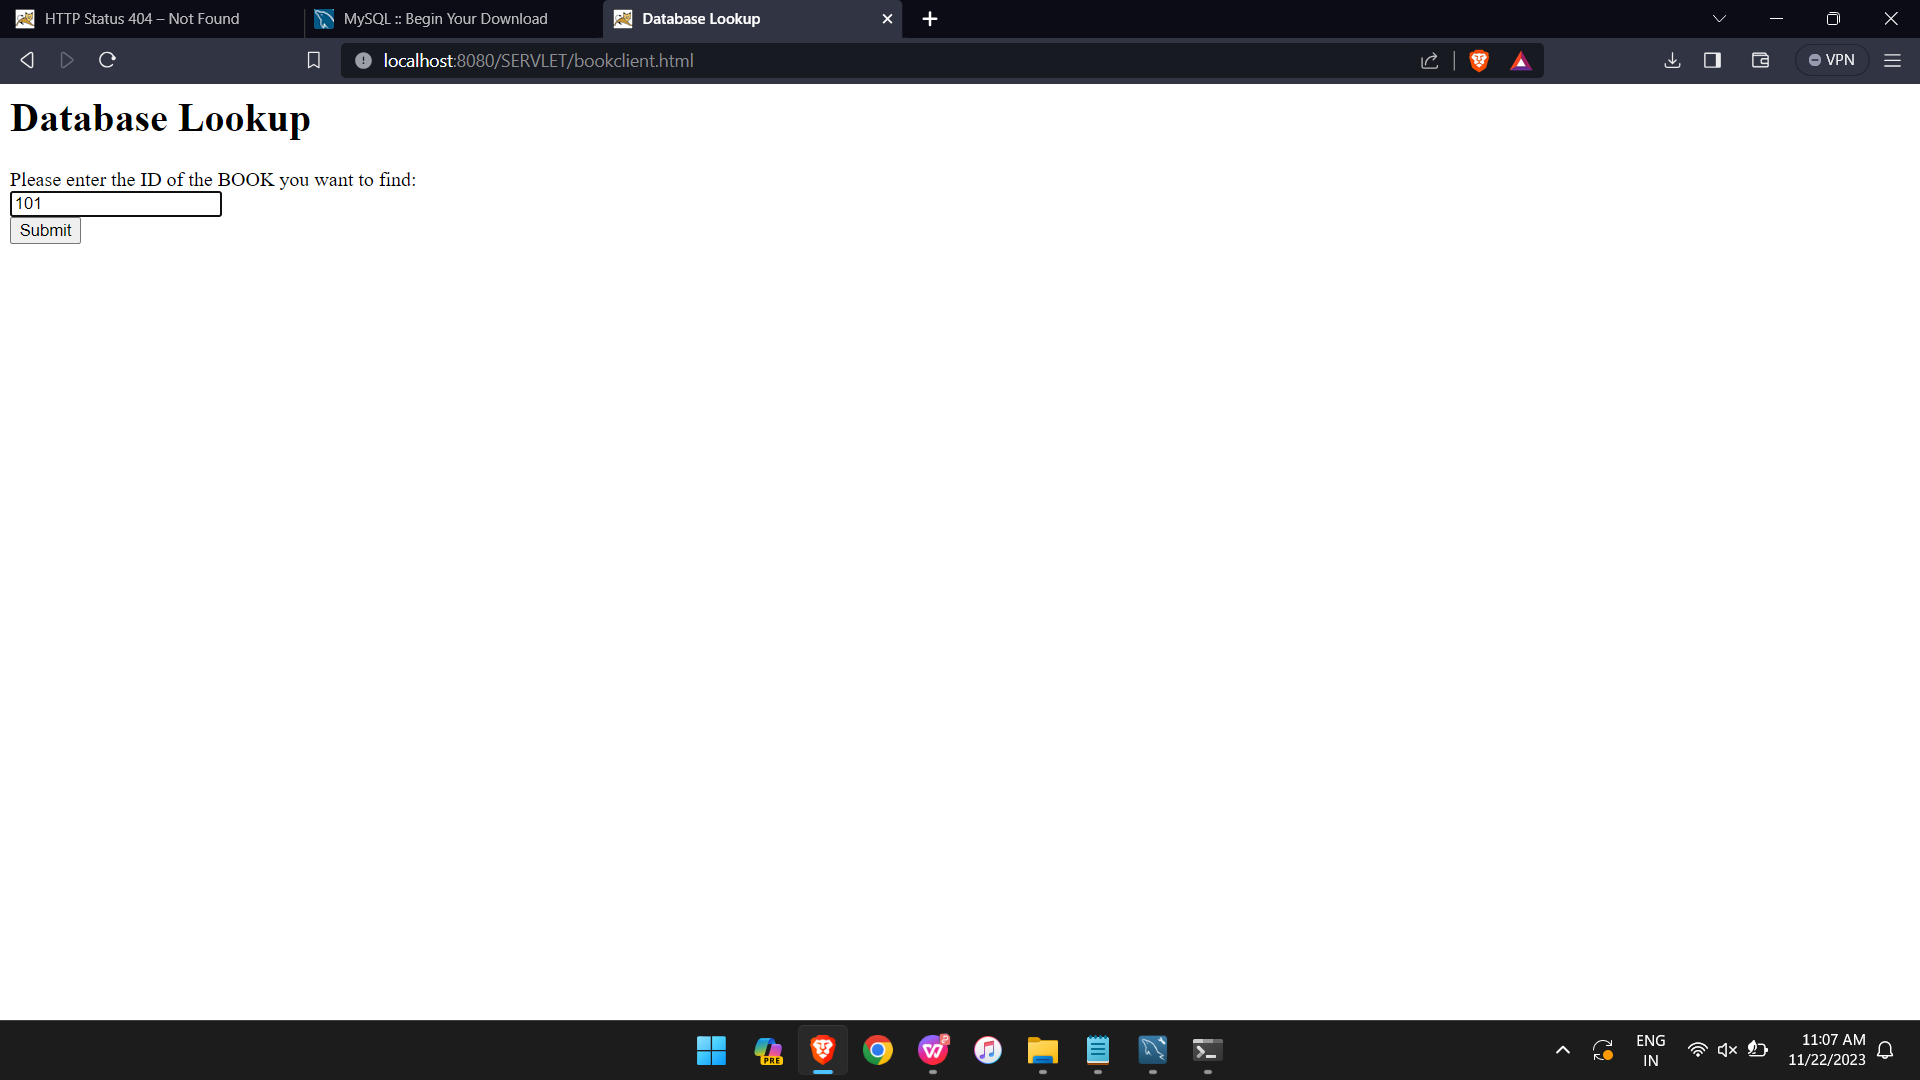 HTTP Status 404 – Not Found
MySQL :: Begin Your Download
Database Lookup
localhost:8080/SERVLET/bookclient.html
VPN
Database Lookup
Please enter the ID of the BOOK you want to find:
101
Submit
PRE
ENG
IN
11:07 AM
11/22/2023